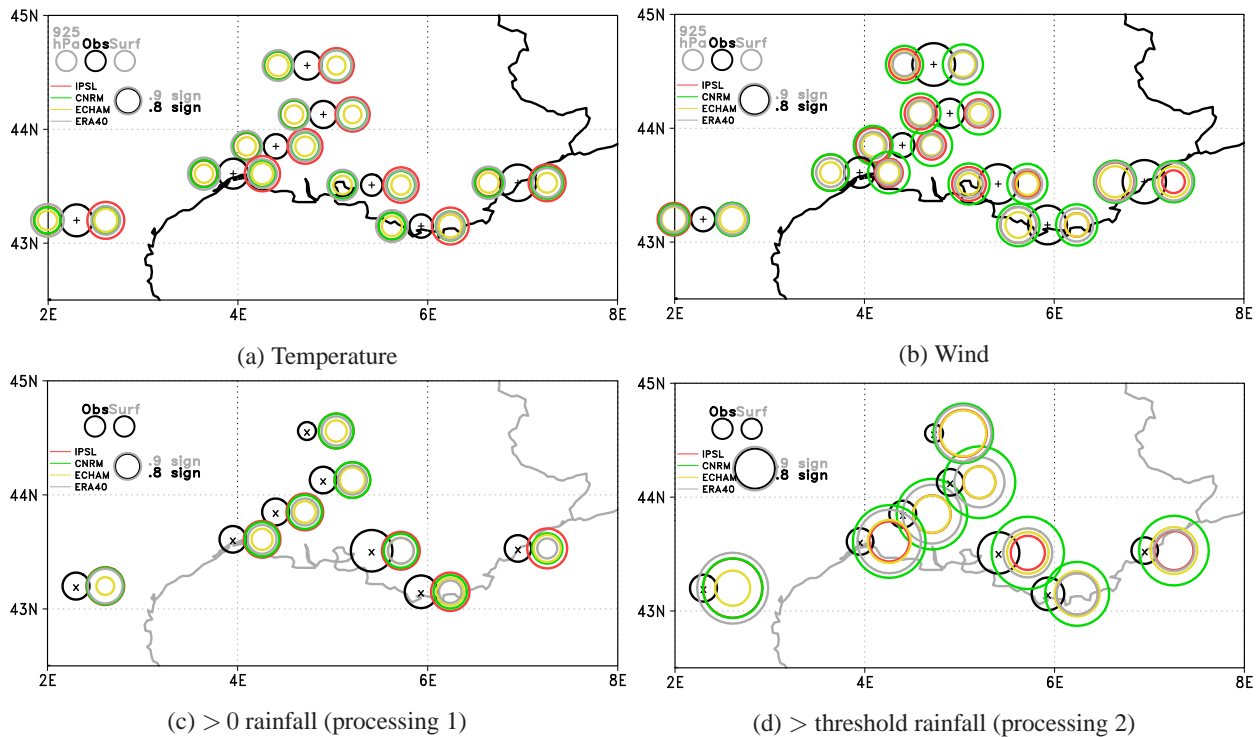 45N
44N
43N
2E
4E
6E
8E
925
hPa Obs Surf
IPSL
CNRM
ECHAM
ERA40
.9 sign
.8 sign
(a) Temperature
45N
44N
43N
2E
4E
6E
8E
925
hPa Obs Surf
IPSL
CNRM
ECHAM
ERA40
.9 sign
.8 sign
(b) Wind
45N
44N
43N
2E
4E
6E
8E
Obs Surf
IPSL
CNRM
ECHAM
ERA40
.9 sign
.8 sign
(c) > 0 rainfall (processing 1)
45N
44N
43N
2E
4E
6E
8E
Obs Surf
IPSL
CNRM
ECHAM
ERA40
.9 sign
.8 sign
(d) > threshold rainfall (processing 2)